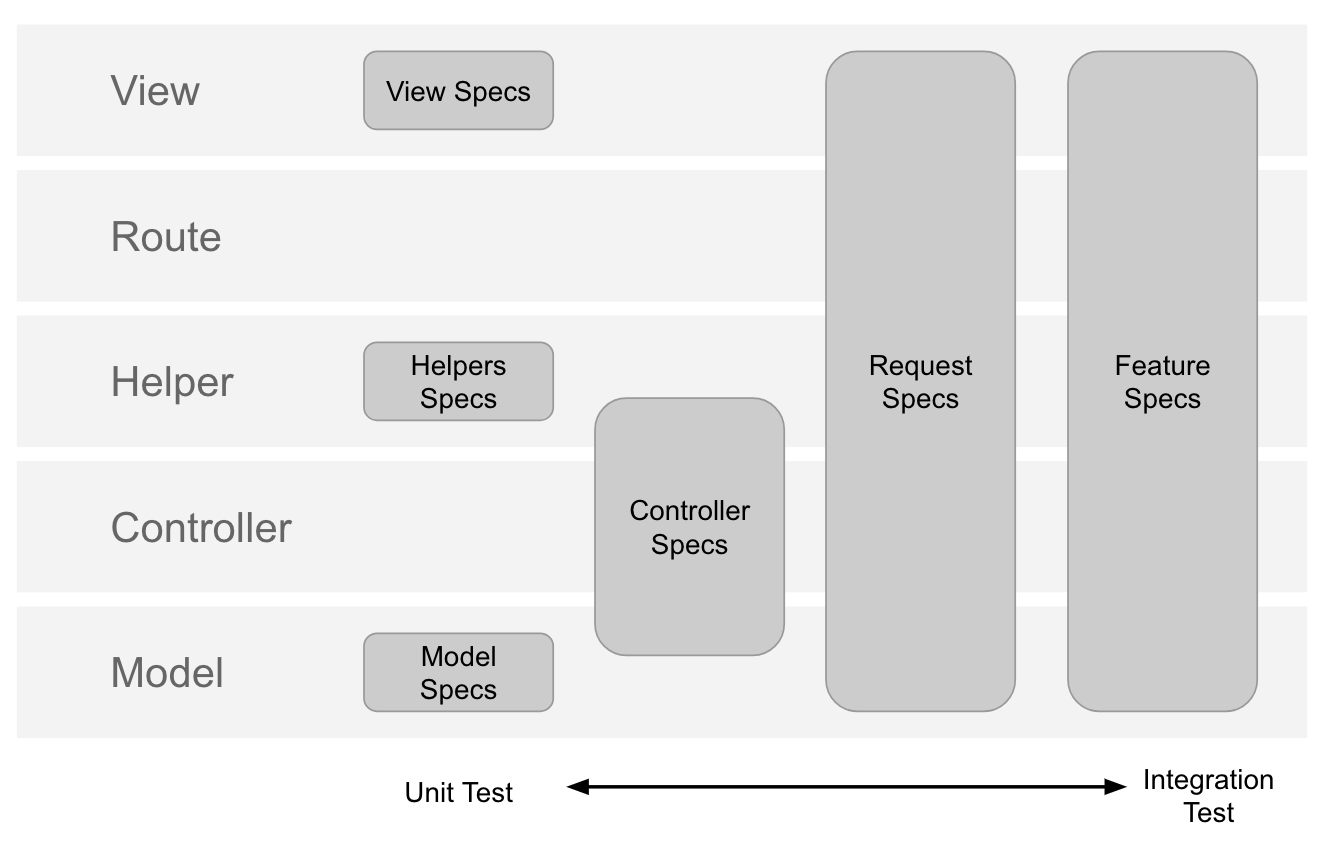 View
View Specs
Route
Helper
Helpers
Specs
Request
Specs
Feature
Specs
Controller
Controller
Specs
Model
Model
Specs
Unit Test
Integration
Test